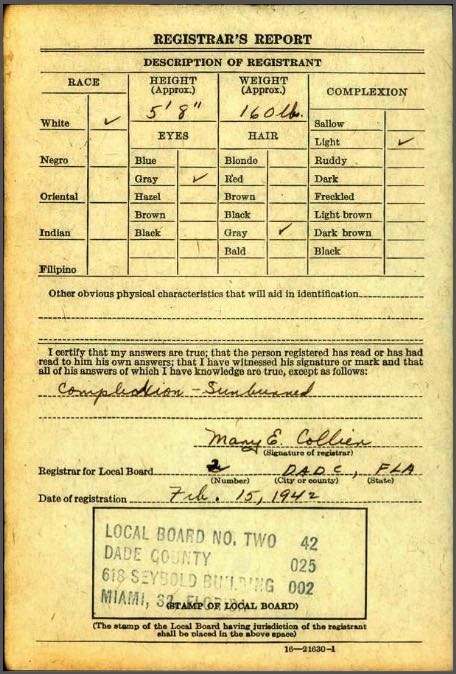 REGISTRAR'S REPORT
DESCRIPTION OF REGISTRANT
RACE
HEIGHT
(Approx.)
WEIGHT
(Approx.)
COMPLEXION
5' 8"
160 lb.
White ✓
Sallow
EYES
HAIR
Light ✓
Negro
Blue
Blonde
Ruddy
Gray ✓
Red
Dark
Oriental
Hazel
Brown
Freckled
Brown
Black
Light brown
Indian
Black
Gray ✓
Dark brown
Bald
Black
Filipino
Other obvious physical characteristics that will aid in identification
I certify that my answers are true; that the person registered has read or has had
read to him his own answers; that I have witnessed his signature or mark and that
all of his answers of which I have knowledge are true, except as follows:
Complexion - Sunburned
Mary E. Collier
(Signature of registrar)
Registrar for Local Board 2 DADE, FLA
(Number) (City or county) (State)
Date of registration Feb. 15, 1942
LOCAL BOARD NO. TWO 42
DADE COUNTY 025
618 SEYBOLD BUILDING 002
MIAMI, FLORIDA
(STAMP OF LOCAL BOARD)
(The stamp of the Local Board having jurisdiction of the registrant
shall be placed in the above space)
16—21630-1